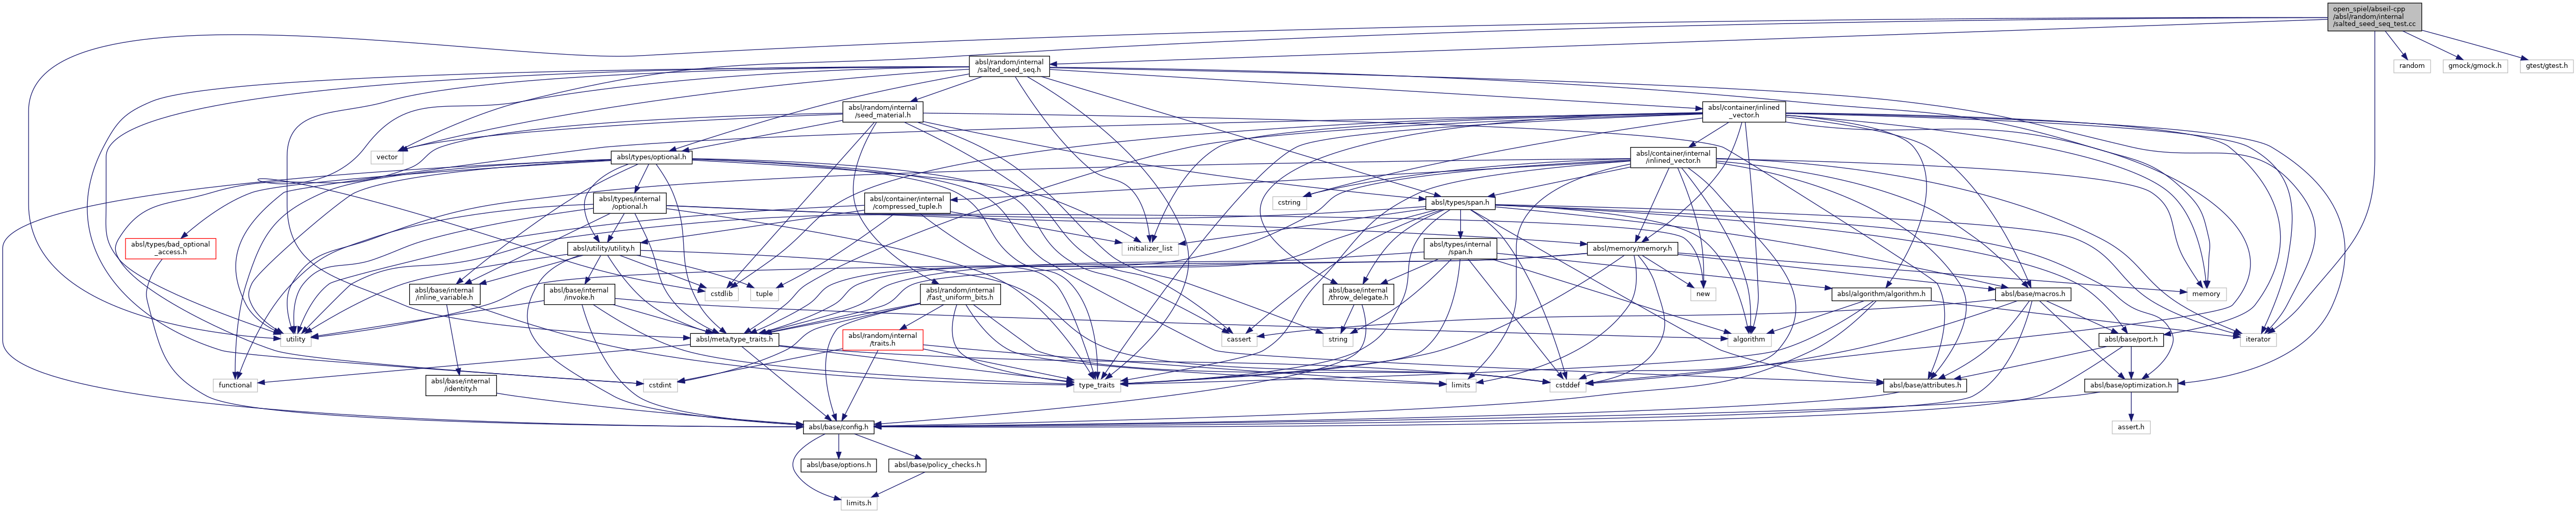 open_spiel/abseil-cpp
/absl/random/internal
/salted_seed_seq_test.cc
absl/random/internal
/salted_seed_seq.h
random
gmock/gmock.h
gtest/gtest.h
absl/random/internal
/seed_material.h
absl/container/inlined
_vector.h
vector
absl/types/optional.h
absl/container/internal
/inlined_vector.h
absl/types/internal
/optional.h
absl/container/internal
/compressed_tuple.h
cstring
absl/types/span.h
absl/types/bad_optional
_access.h
absl/utility/utility.h
initializer_list
absl/types/internal
/span.h
absl/memory/memory.h
absl/base/internal
/inline_variable.h
absl/base/internal
/invoke.h
cstdlib
tuple
absl/random/internal
/fast_uniform_bits.h
absl/base/internal
/throw_delegate.h
new
absl/algorithm/algorithm.h
absl/base/macros.h
memory
utility
absl/meta/type_traits.h
absl/random/internal
/traits.h
cassert
string
algorithm
absl/base/port.h
iterator
functional
absl/base/internal
/identity.h
cstdint
type_traits
limits
cstddef
absl/base/attributes.h
absl/base/optimization.h
absl/base/config.h
assert.h
absl/base/options.h
absl/base/policy_checks.h
limits.h